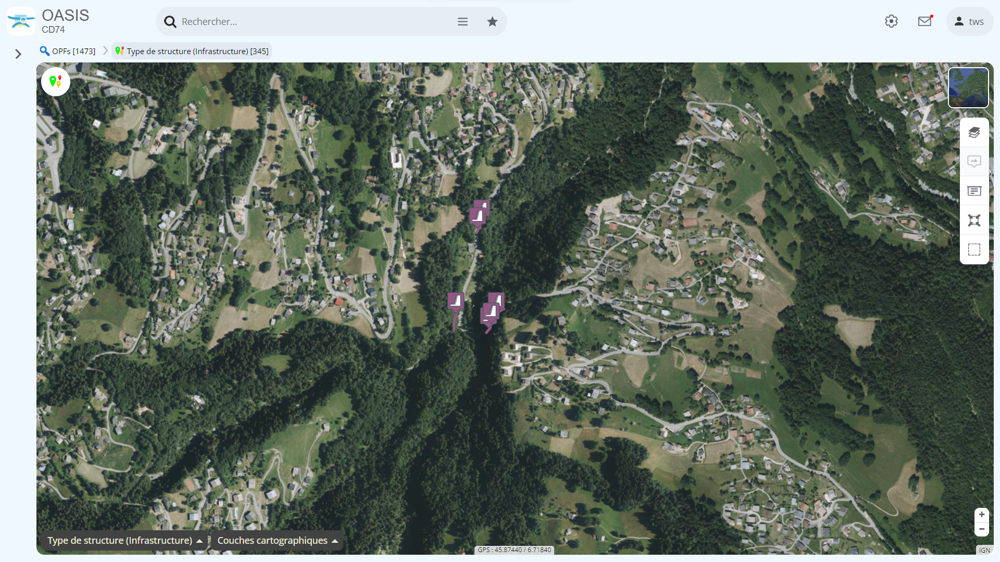 OASIS
CD74
Rechercher...
tws
OPFs [1473]
Type de structure (Infrastructure) [345]
Type de structure (Infrastructure)
Couches cartographiques
GPS : 45.87440 / 6.71840
+
−
IGN